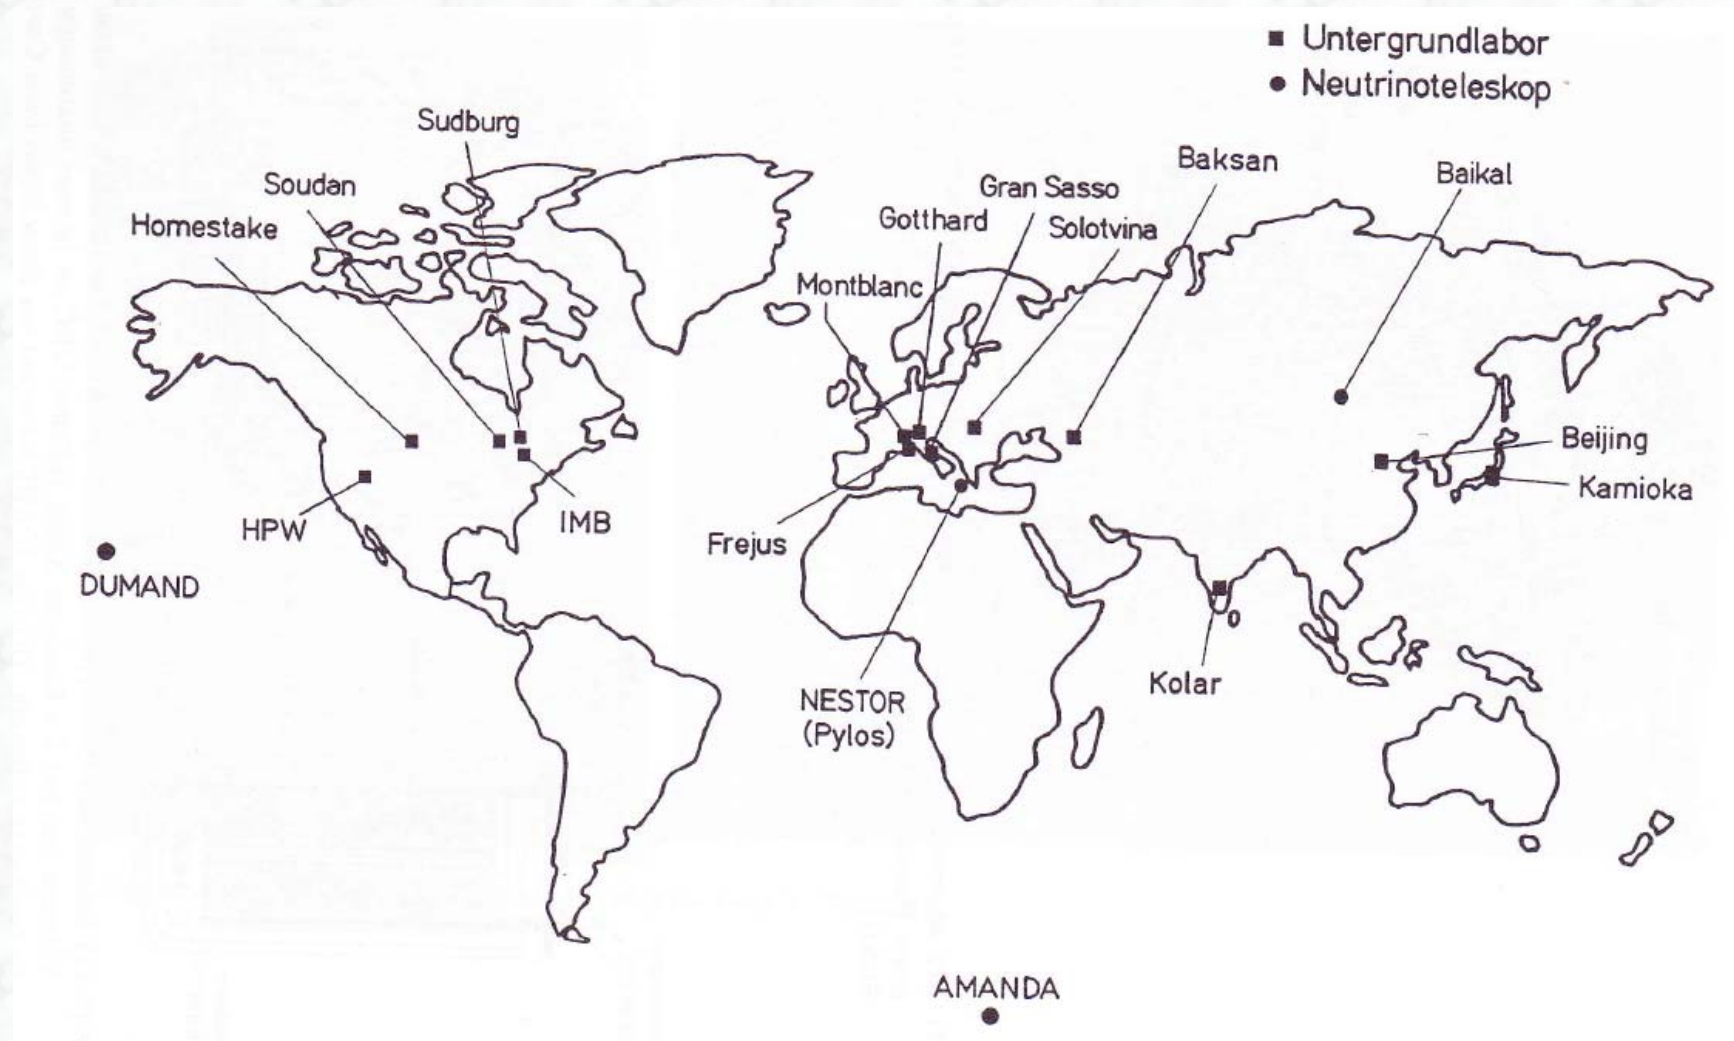 Untergrundlabor
Neutrinoteleskop
Sudburg
Soudan
Homestake
Baksan
Baikal
Gran Sasso
Gotthard
Solotvina
Montblanc
Beijing
Kamioka
HPW
IMB
Frejus
DUMAND
Kolar
NESTOR
(Pylos)
AMANDA